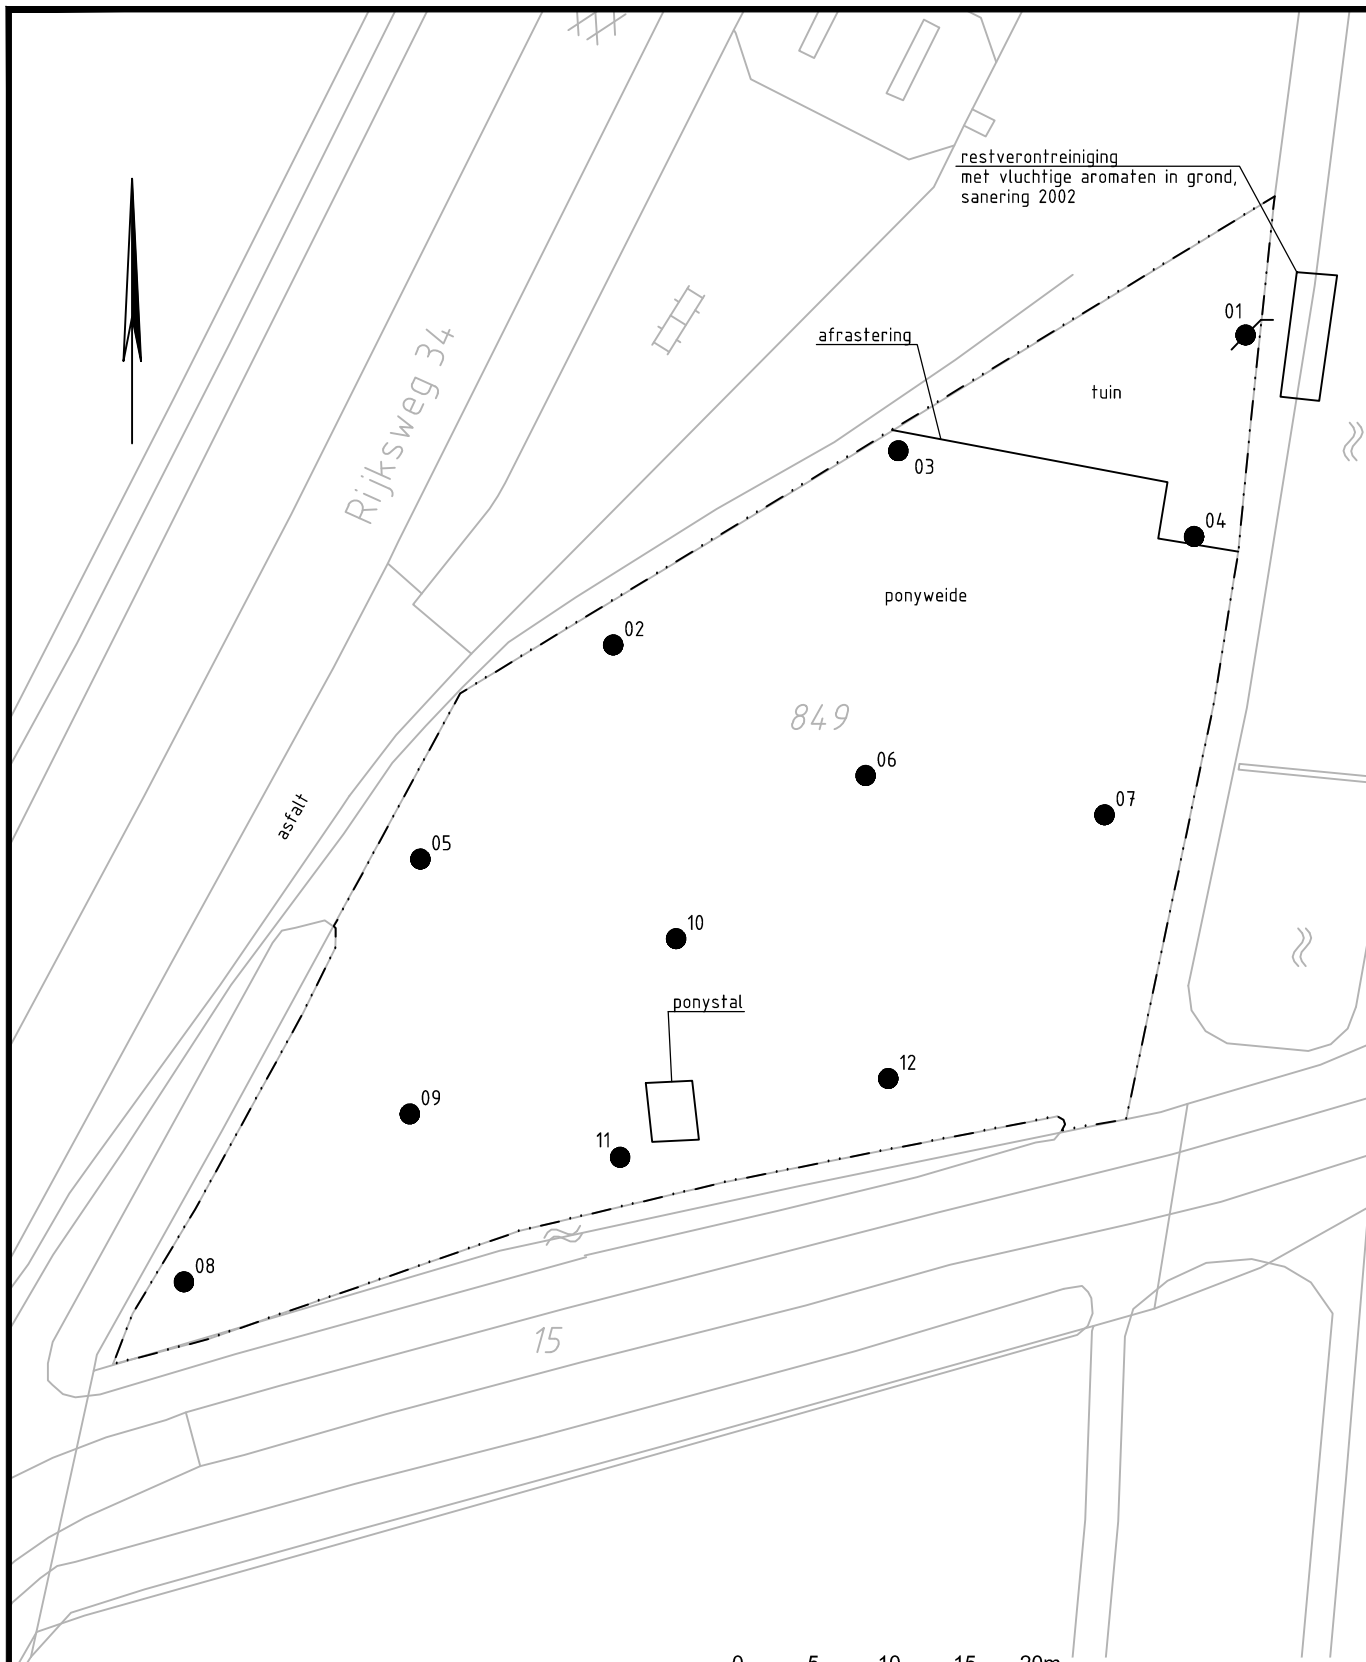 restverontreiniging
met vluchtige aromaten in grond,
sanering 2002
01
afrastering
Rijksweg 34
tuin
03
04
ponyweide
02
849
06
07
asfalt
05
10
ponystal
12
09
11
08
15
0 5 10 15 20m